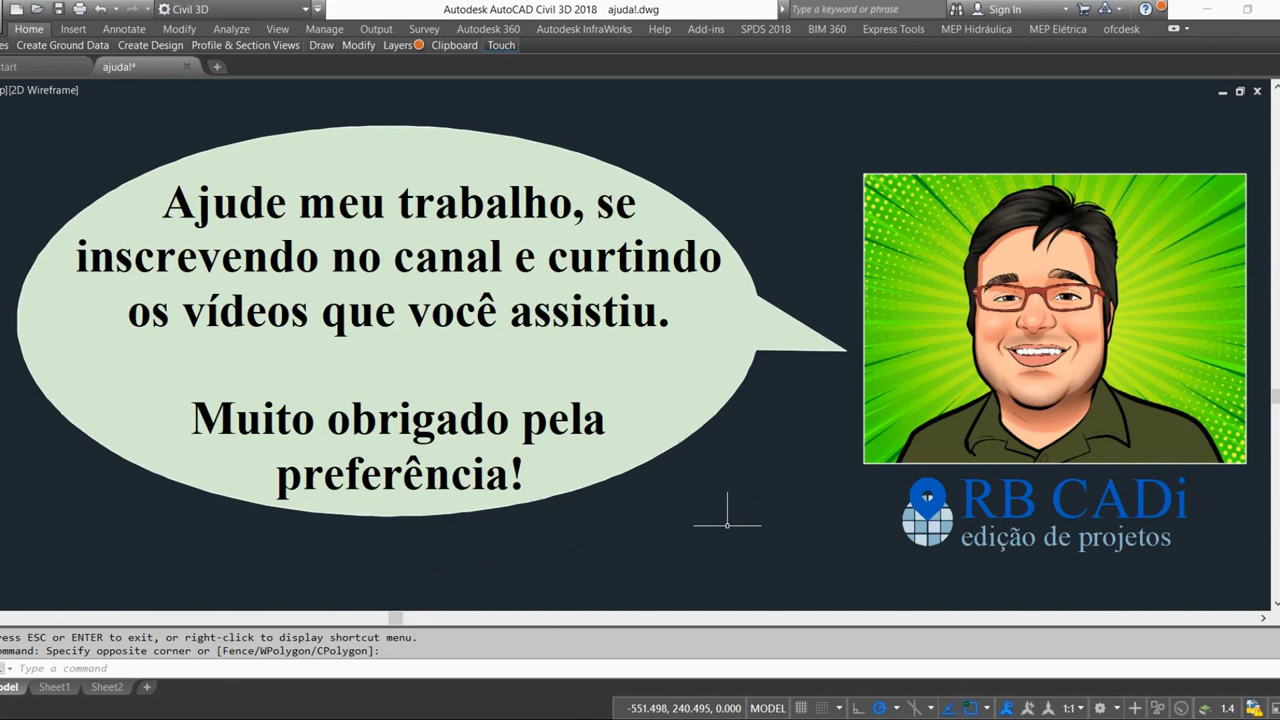 Civil 3D
Autodesk AutoCAD Civil 3D 2018 ajuda!.dwg
Type a keyword or phrase
Sign In
Home Insert Annotate Modify Analyze View Manage Output Survey Autodesk 360 Autodesk InfraWorks Help Add-ins SPDS 2018 BIM 360 Express Tools MEP Hidráulica MEP Elétrica ofcdesk
es Create Ground Data Create Design Profile & Section Views Draw Modify Layers Clipboard Touch
tart ajuda!*
p][2D Wireframe]
Ajude meu trabalho, se
inscrevendo no canal e curtindo
os vídeos que você assistiu.
Muito obrigado pela
preferência!
RB CADi
edição de projetos
ress ESC or ENTER to exit, or right-click to display shortcut menu.
ommand: Specify opposite corner or [Fence/WPolygon/CPolygon]:
Type a command
odel Sheet1 Sheet2
-551.498, 240.495, 0.000 MODEL 1:1 1.4